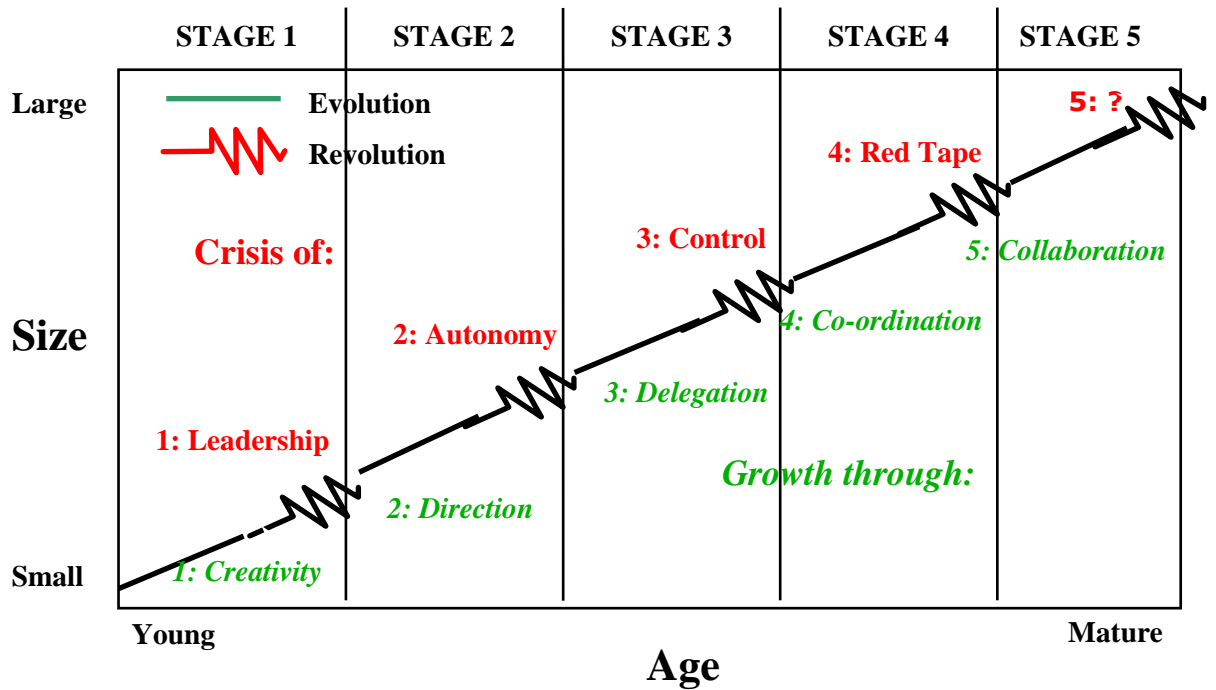 STAGE 1 STAGE 2 STAGE 3 STAGE 4 STAGE 5
Large
Evolution
5: ?
Revolution
4: Red Tape
3: Control
Crisis of:
5: Collaboration
4: Co-ordination
Size
2: Autonomy
3: Delegation
1: Leadership
Growth through:
2: Direction
1: Creativity
Small
Young
Mature
Age